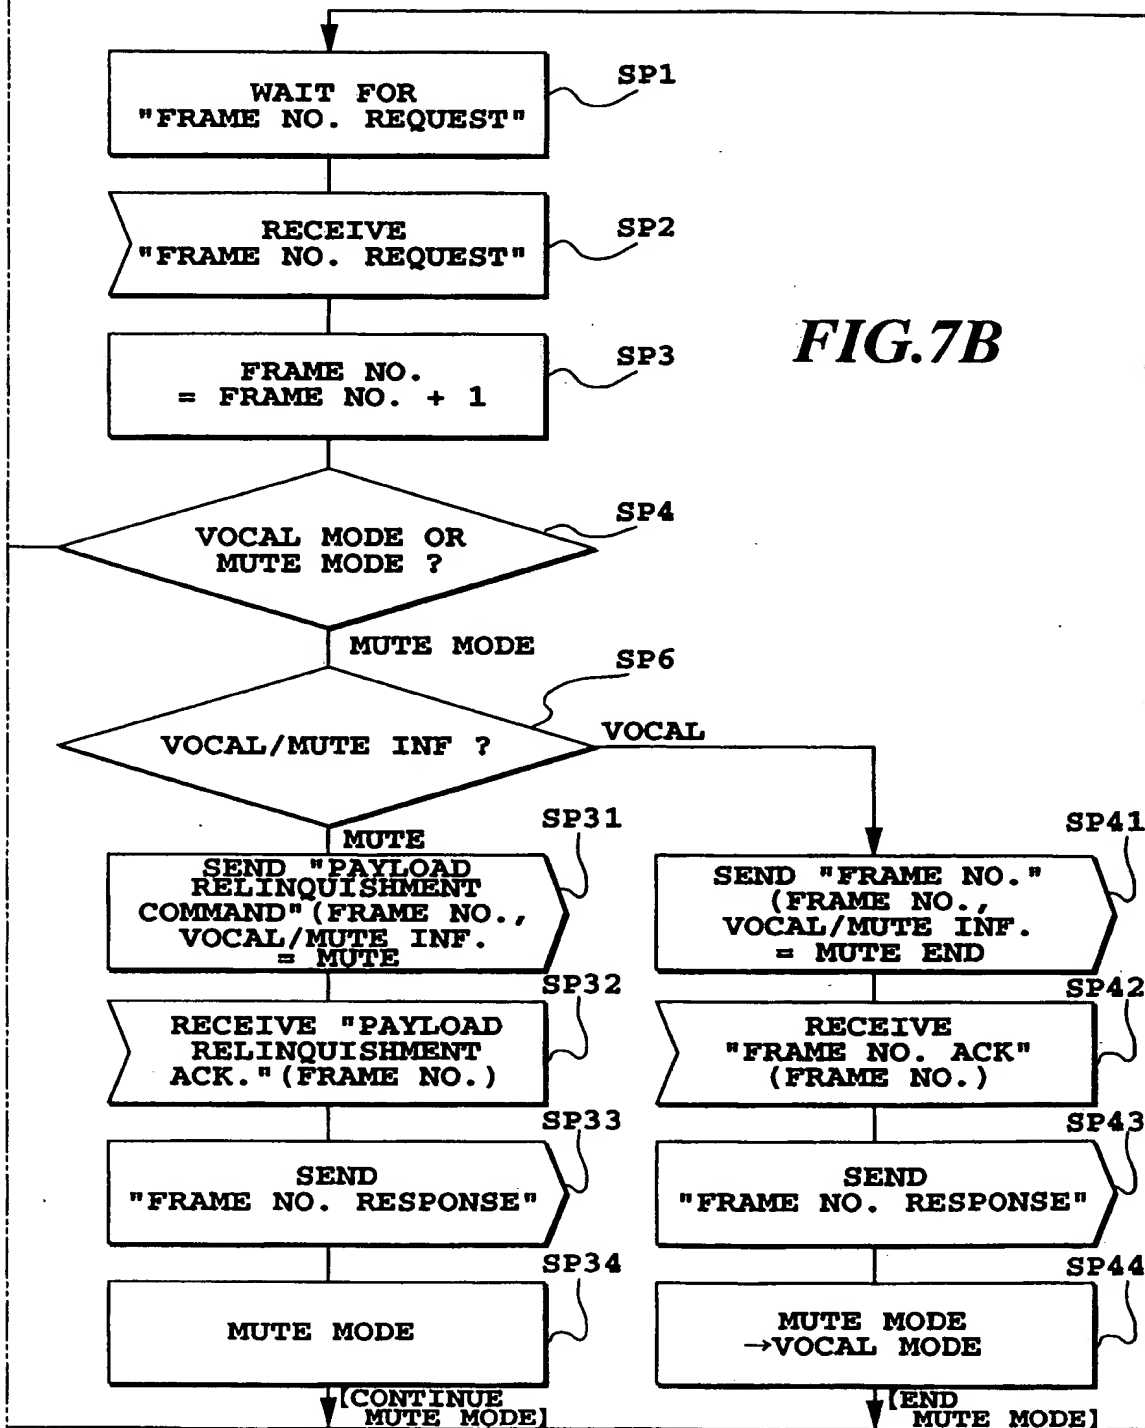 WAIT FOR
"FRAME NO. REQUEST"
SP1
RECEIVE
"FRAME NO. REQUEST"
SP2
FIG.7B
FRAME NO.
= FRAME NO. + 1
SP3
VOCAL MODE OR
MUTE MODE ?
SP4
MUTE MODE
SP6
VOCAL/MUTE INF ?
VOCAL
MUTE
SP31
SEND "PAYLOAD
RELINQUISHMENT
COMMAND"(FRAME NO.,
VOCAL/MUTE INF.
= MUTE
SP41
SEND "FRAME NO."
(FRAME NO.,
VOCAL/MUTE INF.
= MUTE END
SP32
RECEIVE "PAYLOAD
RELINQUISHMENT
ACK."(FRAME NO.)
SP42
RECEIVE
"FRAME NO. ACK"
(FRAME NO.)
SP33
SEND
"FRAME NO. RESPONSE"
SP43
SEND
"FRAME NO. RESPONSE"
SP34
MUTE MODE
SP44
MUTE MODE
→VOCAL MODE
[CONTINUE
MUTE MODE]
[END
MUTE MODE]